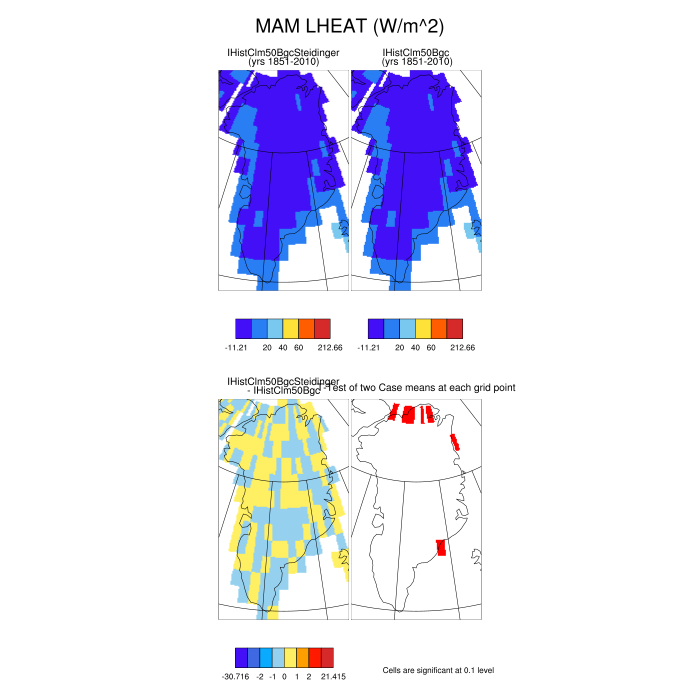 MAM LHEAT (W/m^2)
IHistClm50BgcSteidinger
(yrs 1851-2010)
IHistClm50Bgc
(yrs 1851-2010)
-11.21 20 40 60 212.66
-11.21 20 40 60 212.66
IHistClm50BgcSteidinger
- IHistClm50Bgc
T-Test of two Case means at each grid point
-30.716 -2 -1 0 1 2 21.415
Cells are significant at 0.1 level